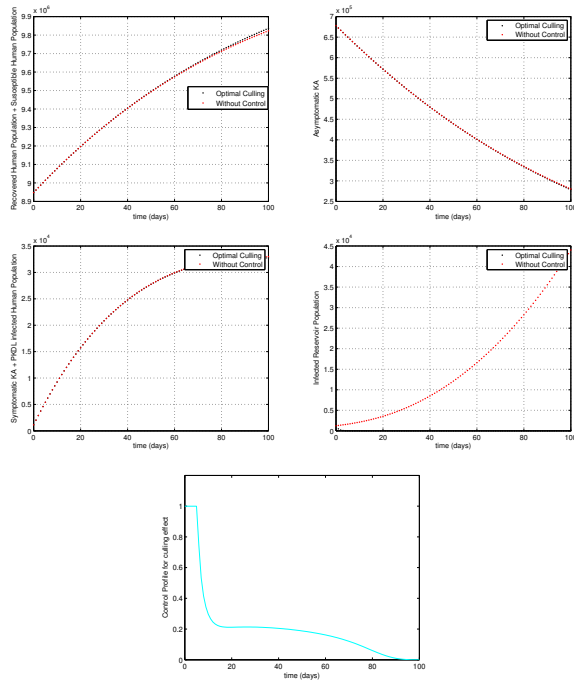 x 10^6
9.9
9.8
9.7
9.6
9.5
9.4
9.3
9.2
9.1
9
8.9
0 20 40 60 80 100
time (days)
Recovered Human Population + Susceptible Human Population
Optimal Culling
Without Control
x 10^5
7
6.5
6
5.5
5
4.5
4
3.5
3
2.5
0 20 40 60 80 100
time (days)
Asymptomatic KA
Optimal Culling
Without Control
x 10^4
3.5
3
2.5
2
1.5
1
0.5
0
0 20 40 60 80 100
time (days)
Symptomatic KA + PKDL infected Human Population
Optimal Culling
Without Control
x 10^4
4.5
4
3.5
3
2.5
2
1.5
1
0.5
0
0 20 40 60 80 100
time (days)
Infected Reservoir Population
Optimal Culling
Without Control
1
0.8
0.6
0.4
0.2
0
0 20 40 60 80 100
time (days)
Control Profile for culling effect